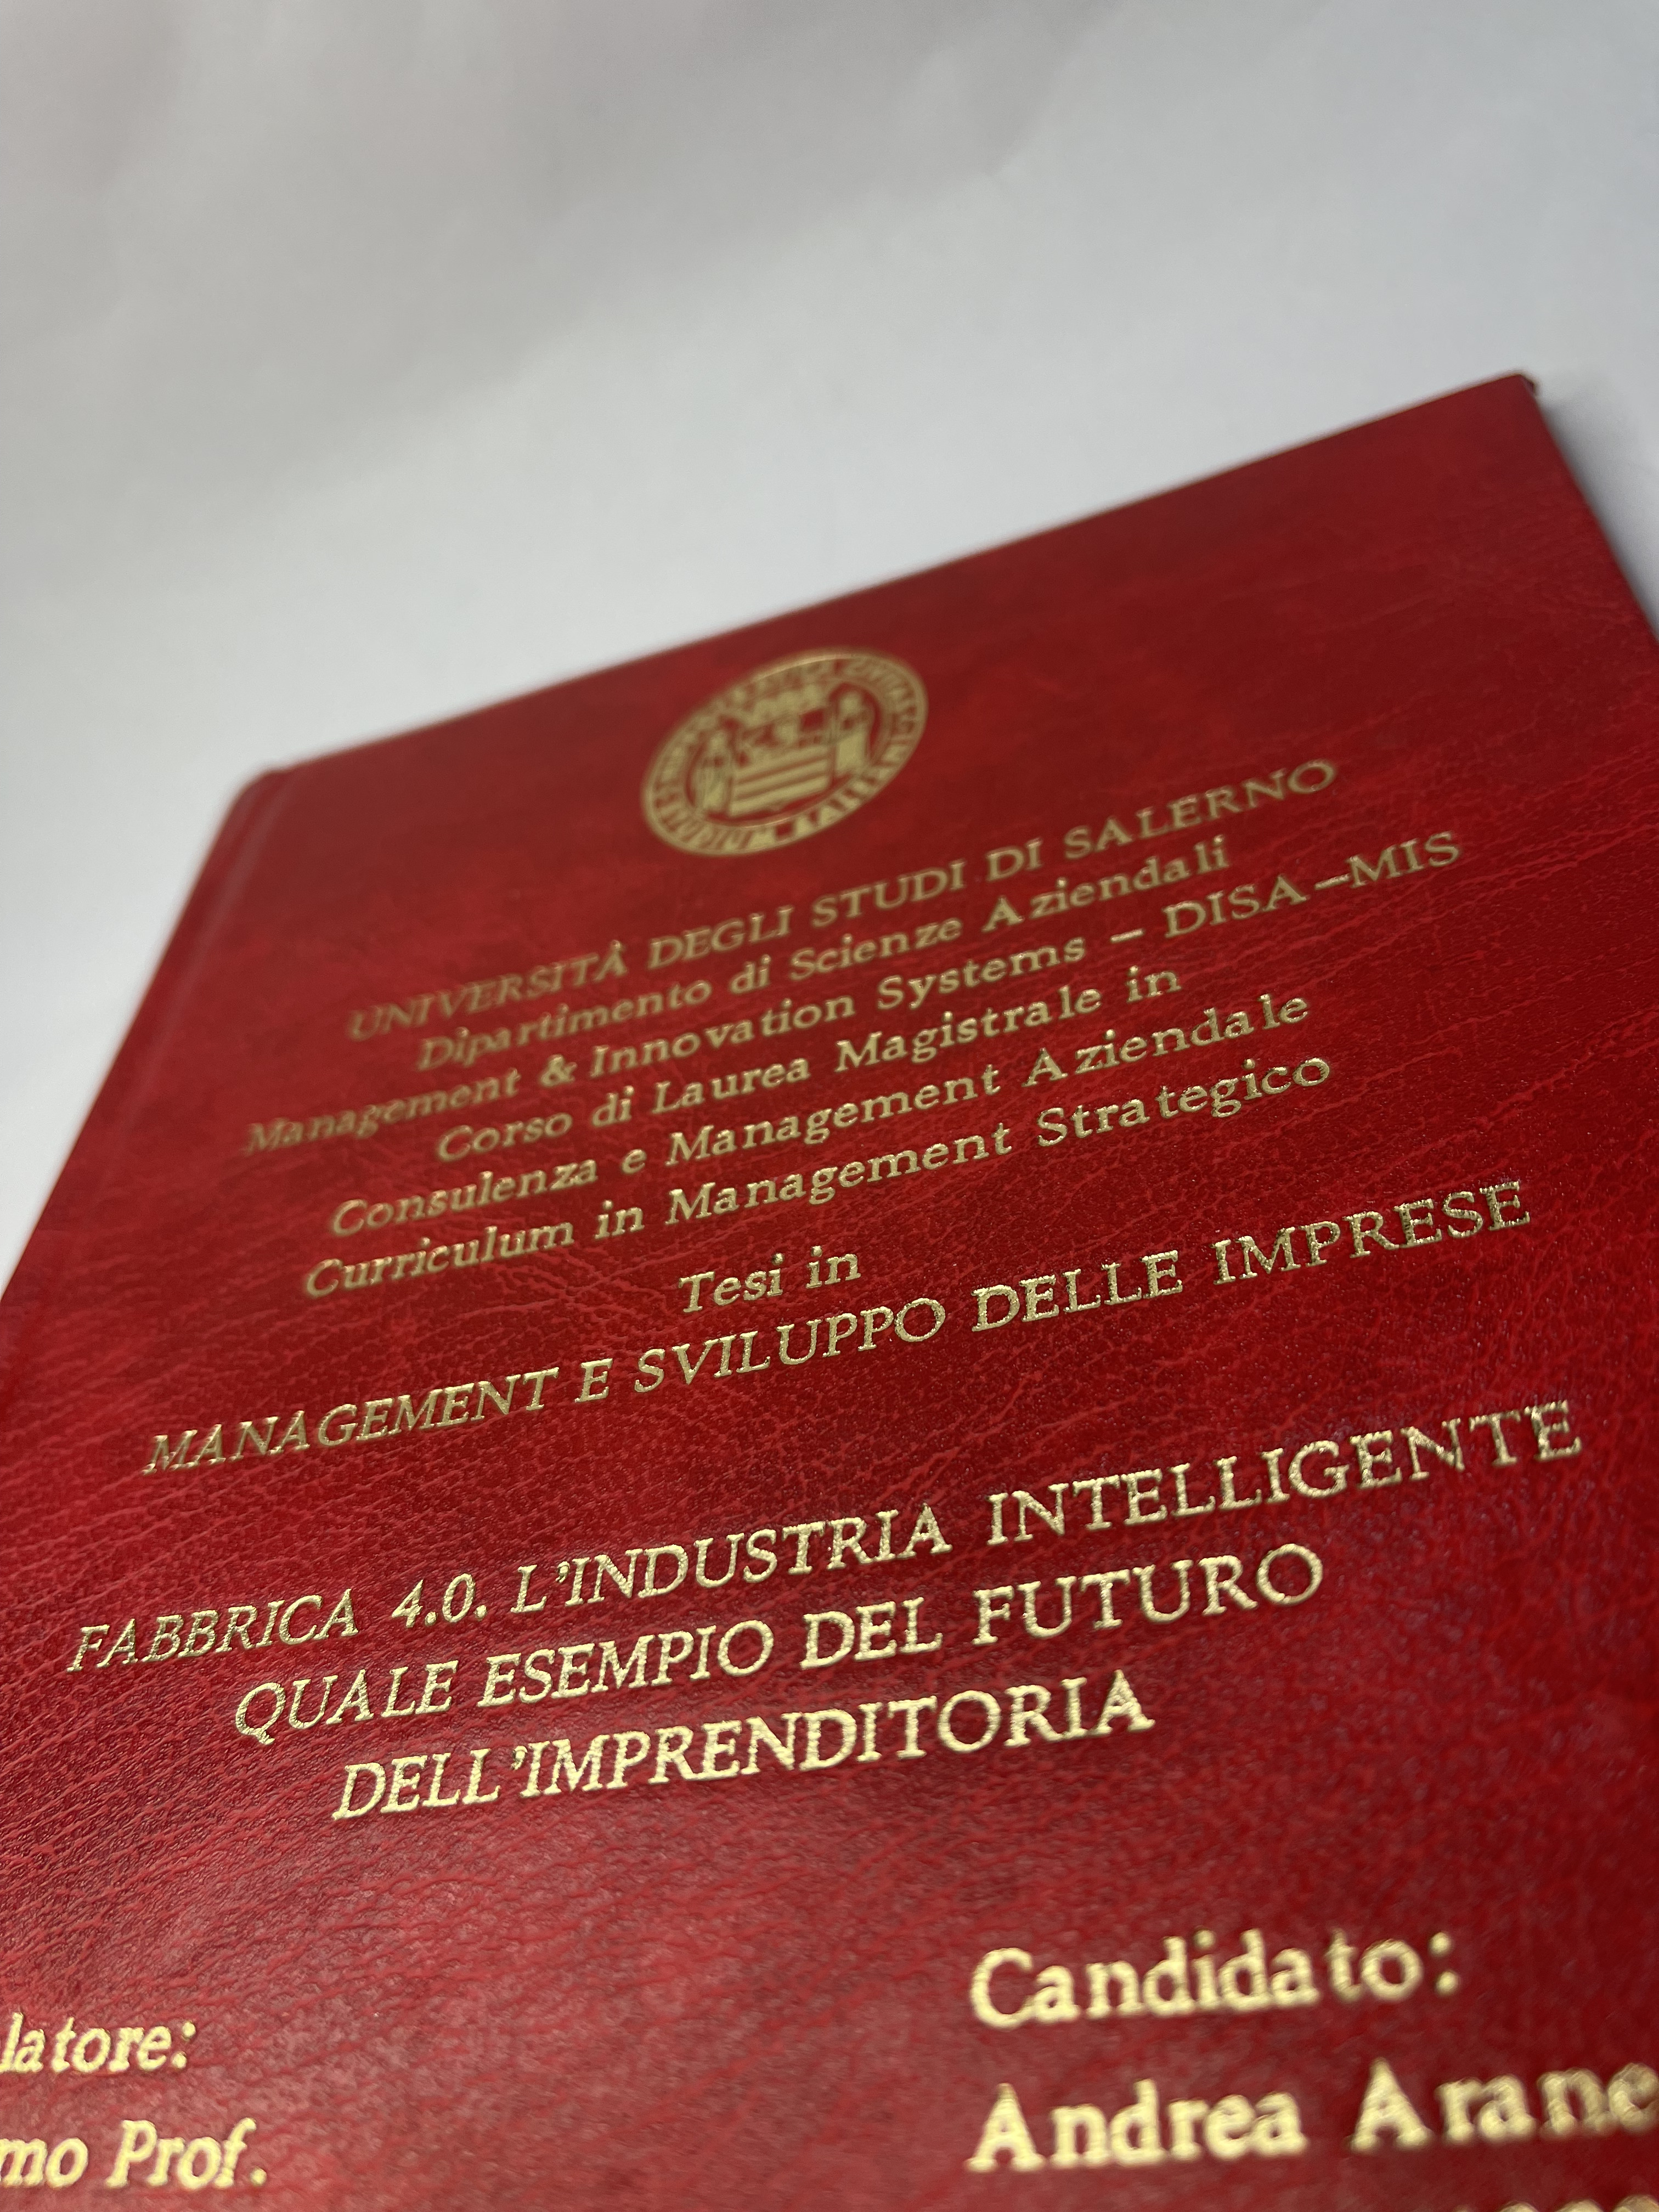 UNIVERSITÀ DEGLI STUDI DI SALERNO
Dipartimento di Scienze Aziendali
Management & Innovation Systems – DISA–MIS
Corso di Laurea Magistrale in
Consulenza e Management Aziendale
Curriculum in Management Strategico
Tesi in
MANAGEMENT E SVILUPPO DELLE IMPRESE
FABBRICA 4.0. L'INDUSTRIA INTELLIGENTE
QUALE ESEMPIO DEL FUTURO
DELL'IMPRENDITORIA
latore:
mo Prof.
Candidato:
Andrea Arane